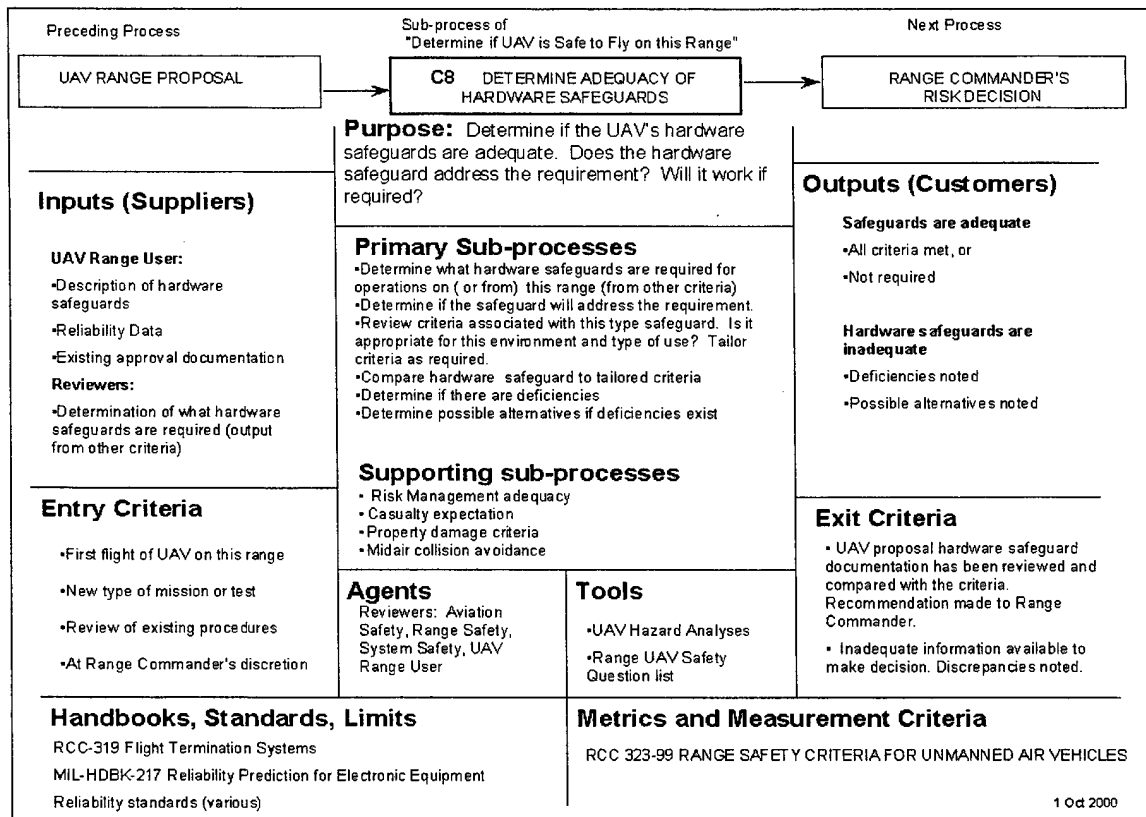 Preceding Process
Sub-process of
"Determine if UAV is Safe to Fly on this Range"
Next Process
UAV RANGE PROPOSAL
C8 DETERMINE ADEQUACY OF
HARDWARE SAFEGUARDS
RANGE COMMANDER'S
RISK DECISION
Purpose: Determine if the UAV's hardware
safeguards are adequate. Does the hardware
safeguard address the requirement? Will it work if
required?
Inputs (Suppliers)
UAV Range User:
•Description of hardware
safeguards
•Reliability Data
•Existing approval documentation
Reviewers:
•Determination of what hardware
safeguards are required (output
from other criteria)
Primary Sub-processes
•Determine what hardware safeguards are required for
operations on ( or from) this range (from other criteria)
•Determine if the safeguard will address the requirement.
•Review criteria associated with this type safeguard. Is it
appropriate for this environment and type of use? Tailor
criteria as required.
•Compare hardware safeguard to tailored criteria
•Determine if there are deficiencies
•Determine possible alternatives if deficiencies exist
Supporting sub-processes
• Risk Management adequacy
• Casualty expectation
• Property damage criteria
• Midair collision avoidance
Outputs (Customers)
Safeguards are adequate
•All criteria met, or
•Not required
Hardware safeguards are
inadequate
•Deficiencies noted
•Possible alternatives noted
Entry Criteria
•First flight of UAV on this range
•New type of mission or test
•Review of existing procedures
•At Range Commander's discretion
Agents
Reviewers: Aviation
Safety, Range Safety,
System Safety, UAV
Range User
Tools
•UAV Hazard Analyses
•Range UAV Safety
Question list
Exit Criteria
• UAV proposal hardware safeguard
documentation has been reviewed and
compared with the criteria.
Recommendation made to Range
Commander.
• Inadequate information available to
make decision. Discrepancies noted.
Handbooks, Standards, Limits
RCC-319 Flight Termination Systems
MIL-HDBK-217 Reliability Prediction for Electronic Equipment
Reliability standards (various)
Metrics and Measurement Criteria
RCC 323-99 RANGE SAFETY CRITERIA FOR UNMANNED AIR VEHICLES
1 Oct 2000